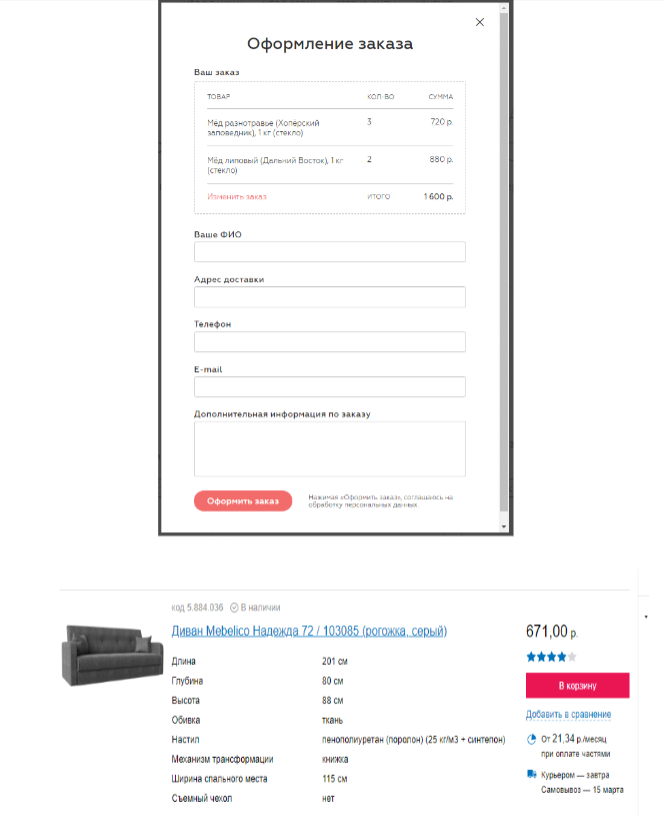 Оформление заказа
Ваш заказ
ТОВАР КОЛ-ВО СУММА
Мёд разнотравье (Хопёрский
заповедник), 1 кг (стекло) 3 720 р.
Мёд липовый (Дальний Восток), 1 кг
(стекло) 2 880 р.
Изменить заказ ИТОГО 1 600 р.
Ваше ФИО
Адрес доставки
Телефон
E-mail
Дополнительная информация по заказу
Оформить заказ
Нажимая «Оформить заказ», соглашаюсь на
обработку персональных данных.
код 5.884.036 В наличии
Диван Mebelico Надежда 72 / 103085 (рогожка, серый)
Длина 201 см
Глубина 80 см
Высота 88 см
Обивка ткань
Настил пенополиуретан (поролон) (25 кг/м3 + синтепон)
Механизм трансформации книжка
Ширина спального места 115 см
Съемный чехол нет
671,00 р.
В корзину
Добавить в сравнение
От 21,34 р./месяц
при оплате частями
Курьером — завтра
Самовывоз — 15 марта